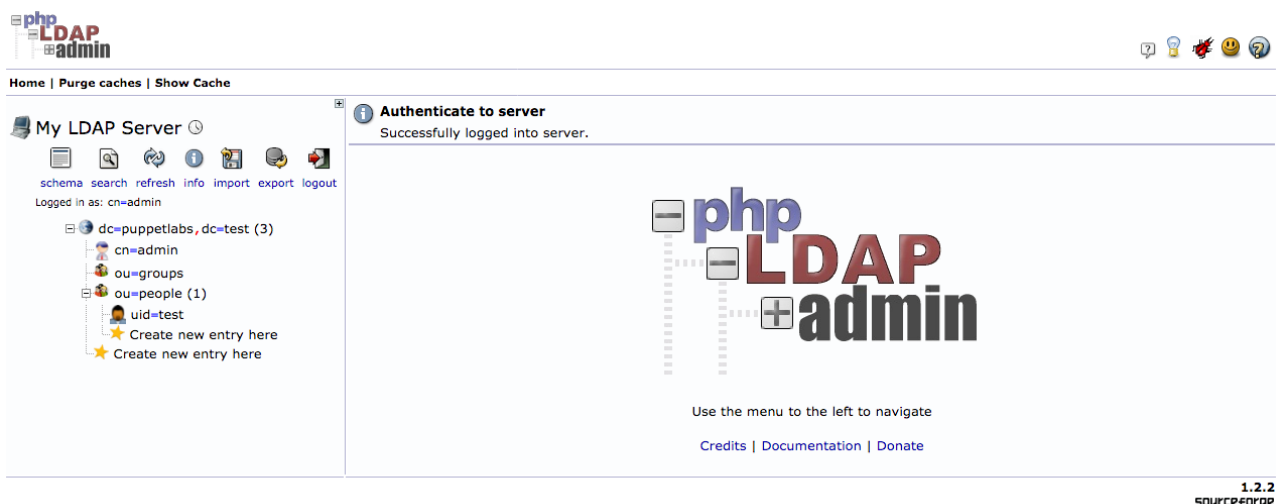 php
LDAP
admin
Home | Purge caches | Show Cache
My LDAP Server
schema search refresh info import export logout
Logged in as: cn=admin
dc=puppetlabs,dc=test (3)
cn=admin
ou=groups
ou=people (1)
uid=test
Create new entry here
Create new entry here
Authenticate to server
Successfully logged into server.
php
LDAP
admin
Use the menu to the left to navigate
Credits | Documentation | Donate
1.2.2
sourceforge